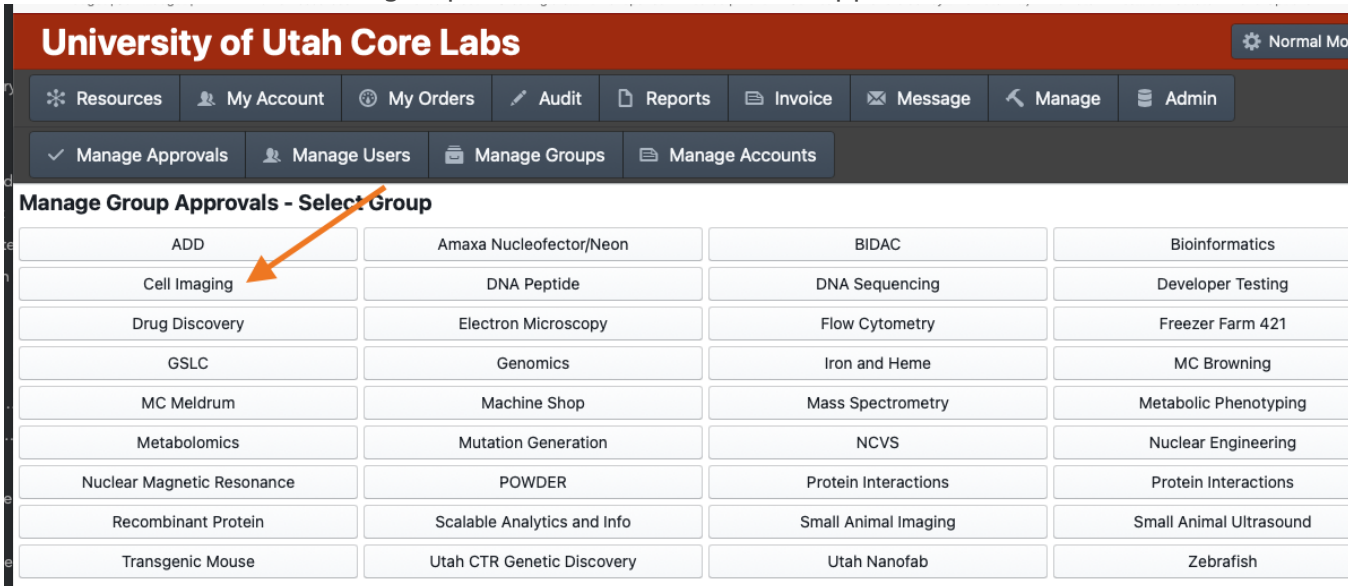 University of Utah Core Labs
Normal Mo
Resources My Account My Orders Audit Reports Invoice Message Manage Admin
Manage Approvals Manage Users Manage Groups Manage Accounts
Manage Group Approvals - Select Group
ADD Amaxa Nucleofector/Neon BIDAC Bioinformatics
Cell Imaging DNA Peptide DNA Sequencing Developer Testing
Drug Discovery Electron Microscopy Flow Cytometry Freezer Farm 421
GSLC Genomics Iron and Heme MC Browning
MC Meldrum Machine Shop Mass Spectrometry Metabolic Phenotyping
Metabolomics Mutation Generation NCVS Nuclear Engineering
Nuclear Magnetic Resonance POWDER Protein Interactions Protein Interactions
Recombinant Protein Scalable Analytics and Info Small Animal Imaging Small Animal Ultrasound
Transgenic Mouse Utah CTR Genetic Discovery Utah Nanofab Zebrafish